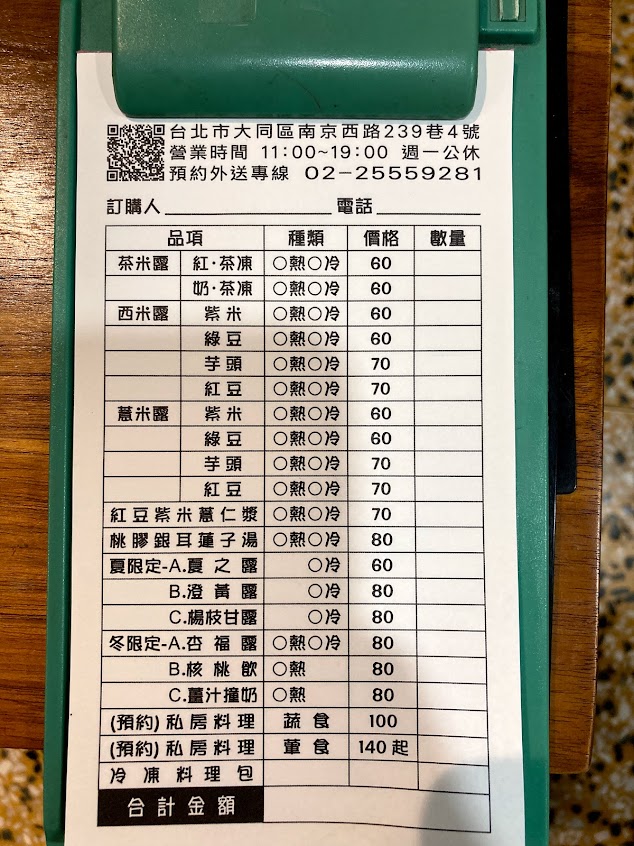 台北市大同區南京西路239巷4號
營業時間 11:00~19:00 週一公休
預約外送專線 02-25559281
訂購人 電話
品項 種類 價格 數量
茶米露 紅·茶凍 ○熱○冷 60
奶·茶凍 ○熱○冷 60
西米露 紫米 ○熱○冷 60
綠豆 ○熱○冷 60
芋頭 ○熱○冷 70
紅豆 ○熱○冷 70
薏米露 紫米 ○熱○冷 60
綠豆 ○熱○冷 60
芋頭 ○熱○冷 70
紅豆 ○熱○冷 70
紅豆紫米薏仁漿 ○熱○冷 70
桃膠銀耳蓮子湯 ○熱○冷 80
夏限定-A.夏之露 ○冷 60
B.澄黃露 ○冷 80
C.楊枝甘露 ○冷 80
冬限定-A.杏福露 ○熱○冷 80
B.核桃飲 ○熱 80
C.薑汁撞奶 ○熱 80
(預約)私房料理 蔬食 100
(預約)私房料理 葷食 140起
冷凍料理包
合計金額